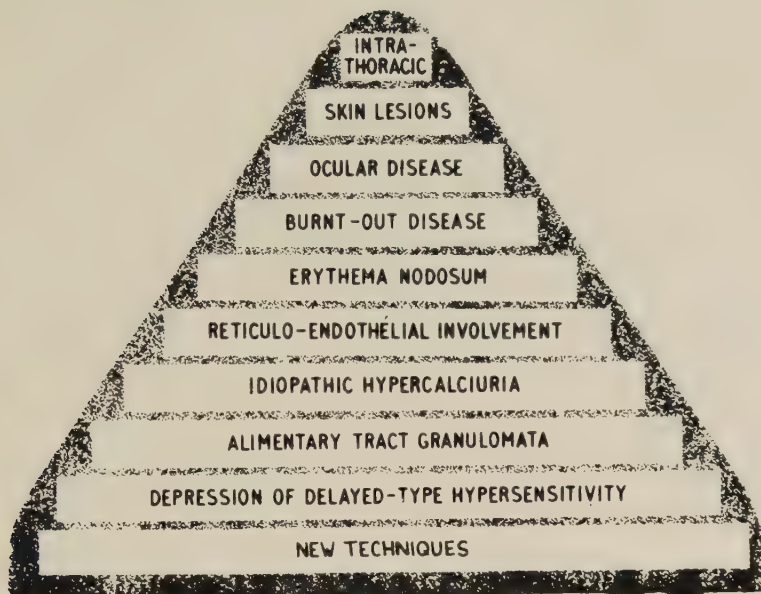 INTRA-
THORACIC
SKIN LESIONS
OCULAR DISEASE
BURNT-OUT DISEASE
ERYTHEMA NODOSUM
RETICULO-ENDOTHÉLIAL INVOLVEMENT
IDIOPATHIC HYPERCALCIURIA
ALIMENTARY TRACT GRANULOMATA
DEPRESSION OF DELAYED-TYPE HYPERSENSITIVITY
NEW TECHNIQUES